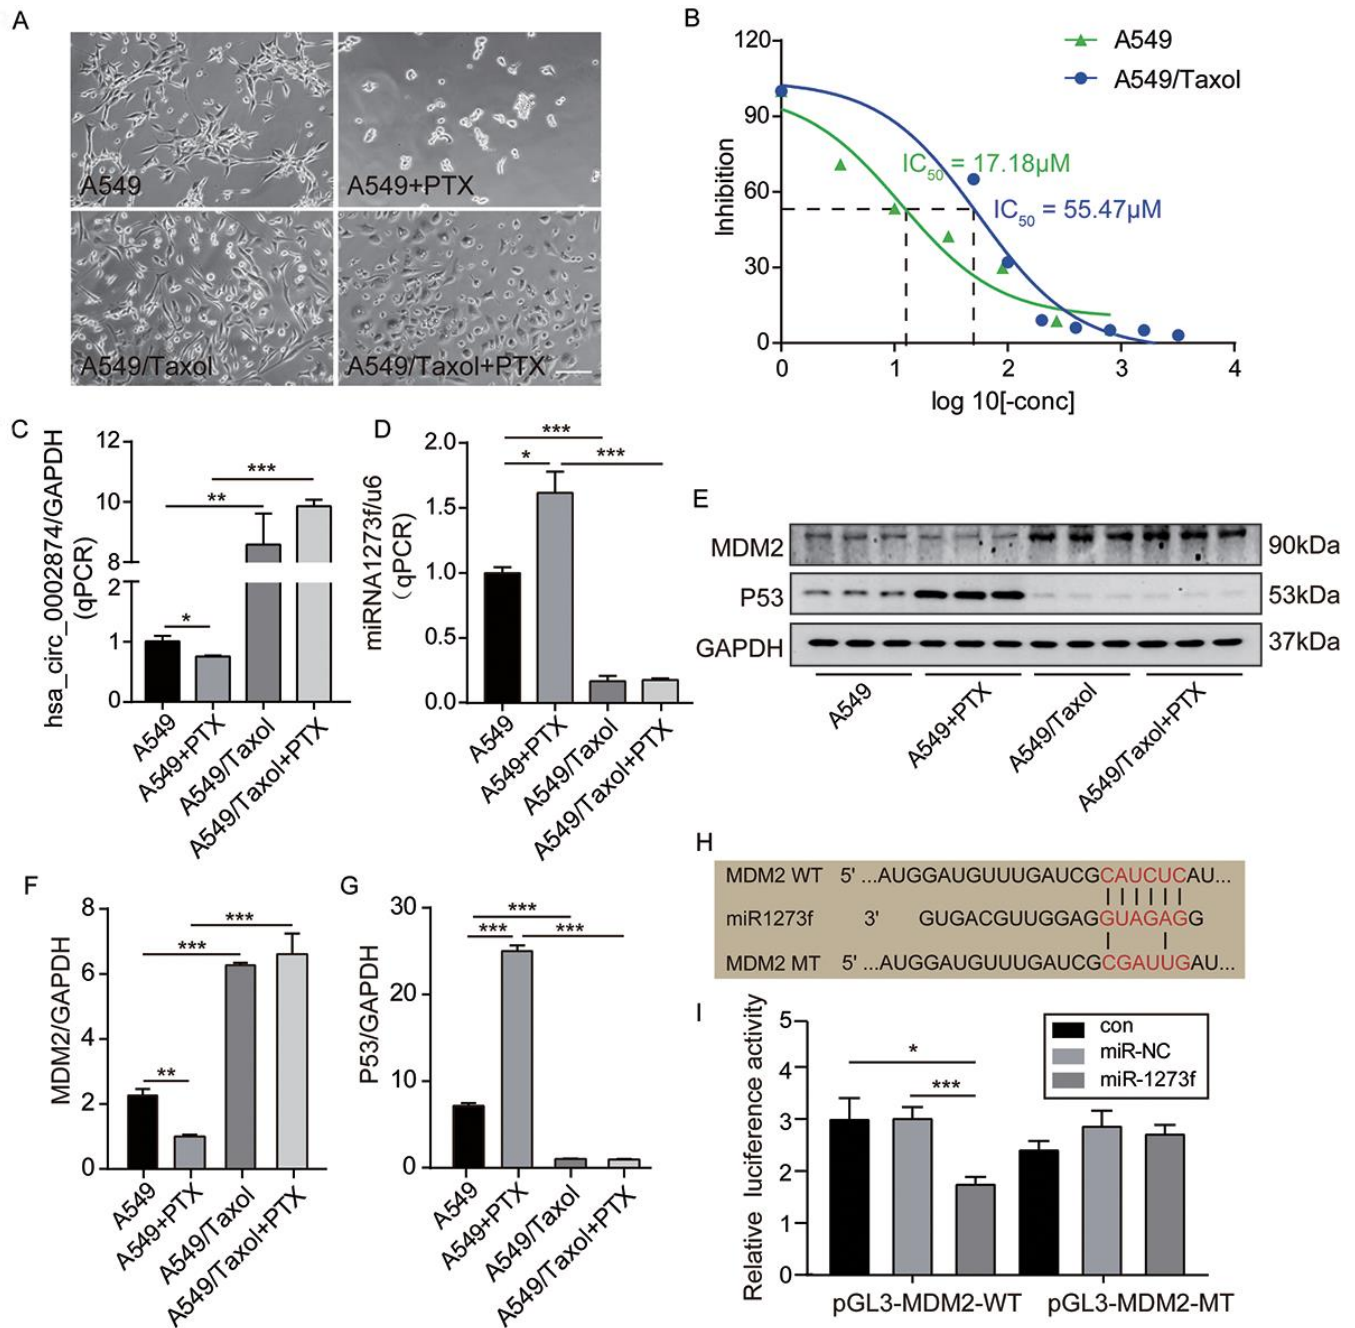 A
A549
A549+PTX
A549/Taxol
A549/Taxol+PTX
B
120
90
60
30
0
Inhibition
A549
A549/Taxol
IC50 = 17.18μM
IC50 = 55.47μM
0 1 2 3 4
log 10[-conc]
C
hsa_circ_0002874/GAPDH
(qPCR)
12
10
8
2
1
0
***
**
*
A549
A549+PTX
A549/Taxol
A549/Taxol+PTX
D
miRNA1273f/u6
(qPCR)
2.0
1.5
1.0
0.5
0.0
***
* ***
A549
A549+PTX
A549/Taxol
A549/Taxol+PTX
E
MDM2 90kDa
P53 53kDa
GAPDH 37kDa
A549
A549+PTX
A549/Taxol
A549/Taxol+PTX
F
MDM2/GAPDH
8
6
4
2
0
***
***
**
A549
A549+PTX
A549/Taxol
A549/Taxol+PTX
G
P53/GAPDH
30
20
10
0
***
*** ***
A549
A549+PTX
A549/Taxol
A549/Taxol+PTX
H
MDM2 WT 5' ...AUGGAUGUUUGAUCGCAUCUCAU...
miR1273f 3' GUGACGUUGGAGGUAGAGG
MDM2 MT 5' ...AUGGAUGUUUGAUCGCGAUUGAU...
I
Relative luciference activity
5
4
3
2
1
0
*
***
con
miR-NC
miR-1273f
pGL3-MDM2-WT pGL3-MDM2-MT